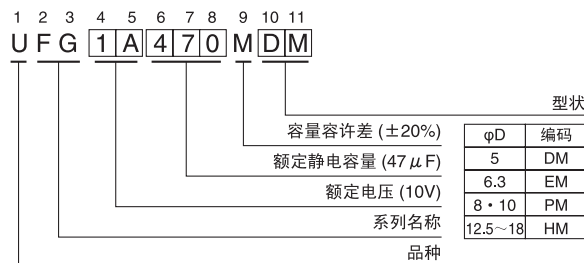 1 2 3 4 5 6 7 8 9 10 11
U F G 1 A 4 7 0 M D M
型状
容量容许差 (±20%)
额定静电容量 (47μF)
额定电压 (10V)
系列名称
品种
φD 编码
5 DM
6.3 EM
8・10 PM
12.5～18 HM